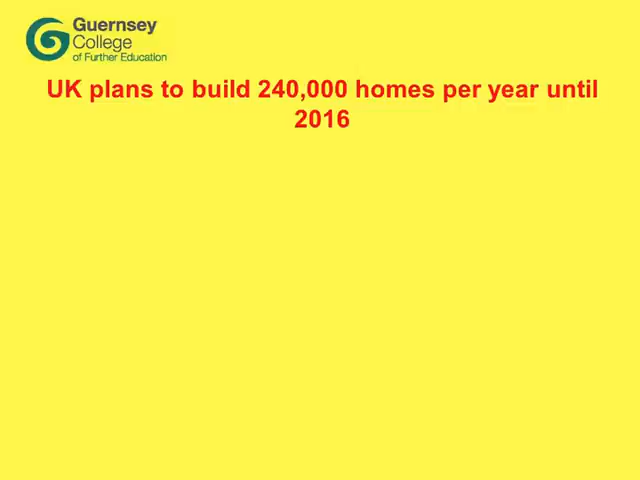 Guernsey
College
of Further Education
UK plans to build 240,000 homes per year until
2016